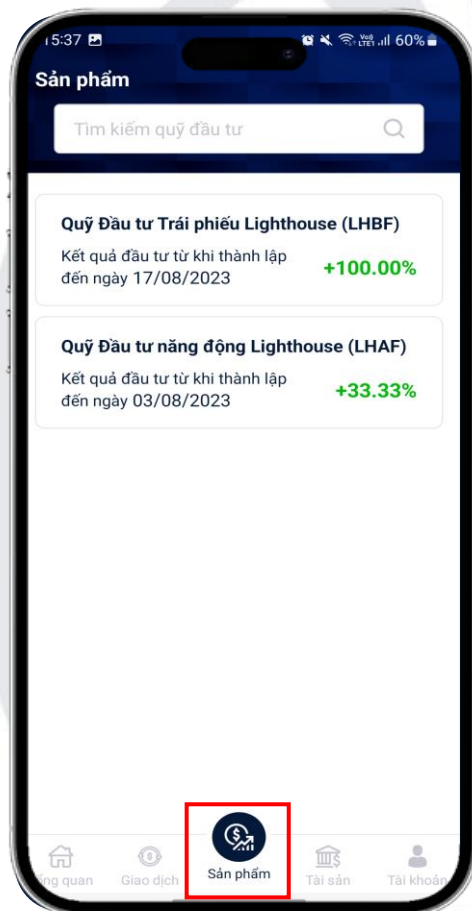 15:37
60%
Sản phẩm
Tìm kiếm quỹ đầu tư
Quỹ Đầu tư Trái phiếu Lighthouse (LHBF)
Kết quả đầu tư từ khi thành lập
đến ngày 17/08/2023
+100.00%
Quỹ Đầu tư năng động Lighthouse (LHAF)
Kết quả đầu tư từ khi thành lập
đến ngày 03/08/2023
+33.33%
quan Giao dịch Sản phẩm Tài sản Tài khoản